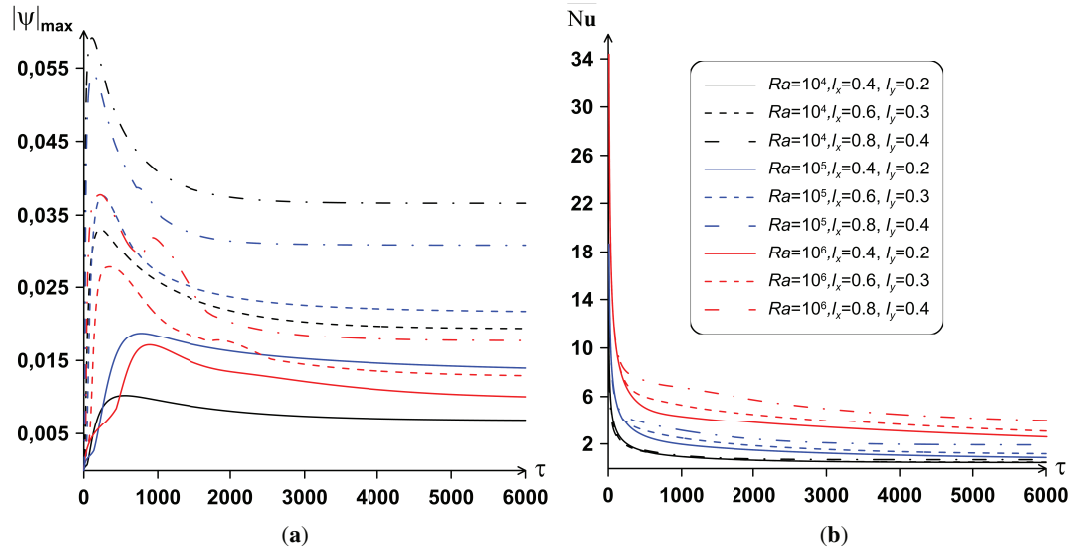 |ψ|max
0,055
0,045
0,035
0,025
0,015
0,005
0
1000
2000
3000
4000
5000
6000
τ
(a)
Nu
34
30
26
22
18
14
10
6
2
0
1000
2000
3000
4000
5000
6000
τ
Ra=10⁴,lx=0.4, ly=0.2
Ra=10⁴,lx=0.6, ly=0.3
Ra=10⁴,lx=0.8, ly=0.4
Ra=10⁵,lx=0.4, ly=0.2
Ra=10⁵,lx=0.6, ly=0.3
Ra=10⁵,lx=0.8, ly=0.4
Ra=10⁶,lx=0.4, ly=0.2
Ra=10⁶,lx=0.6, ly=0.3
Ra=10⁶,lx=0.8, ly=0.4
(b)